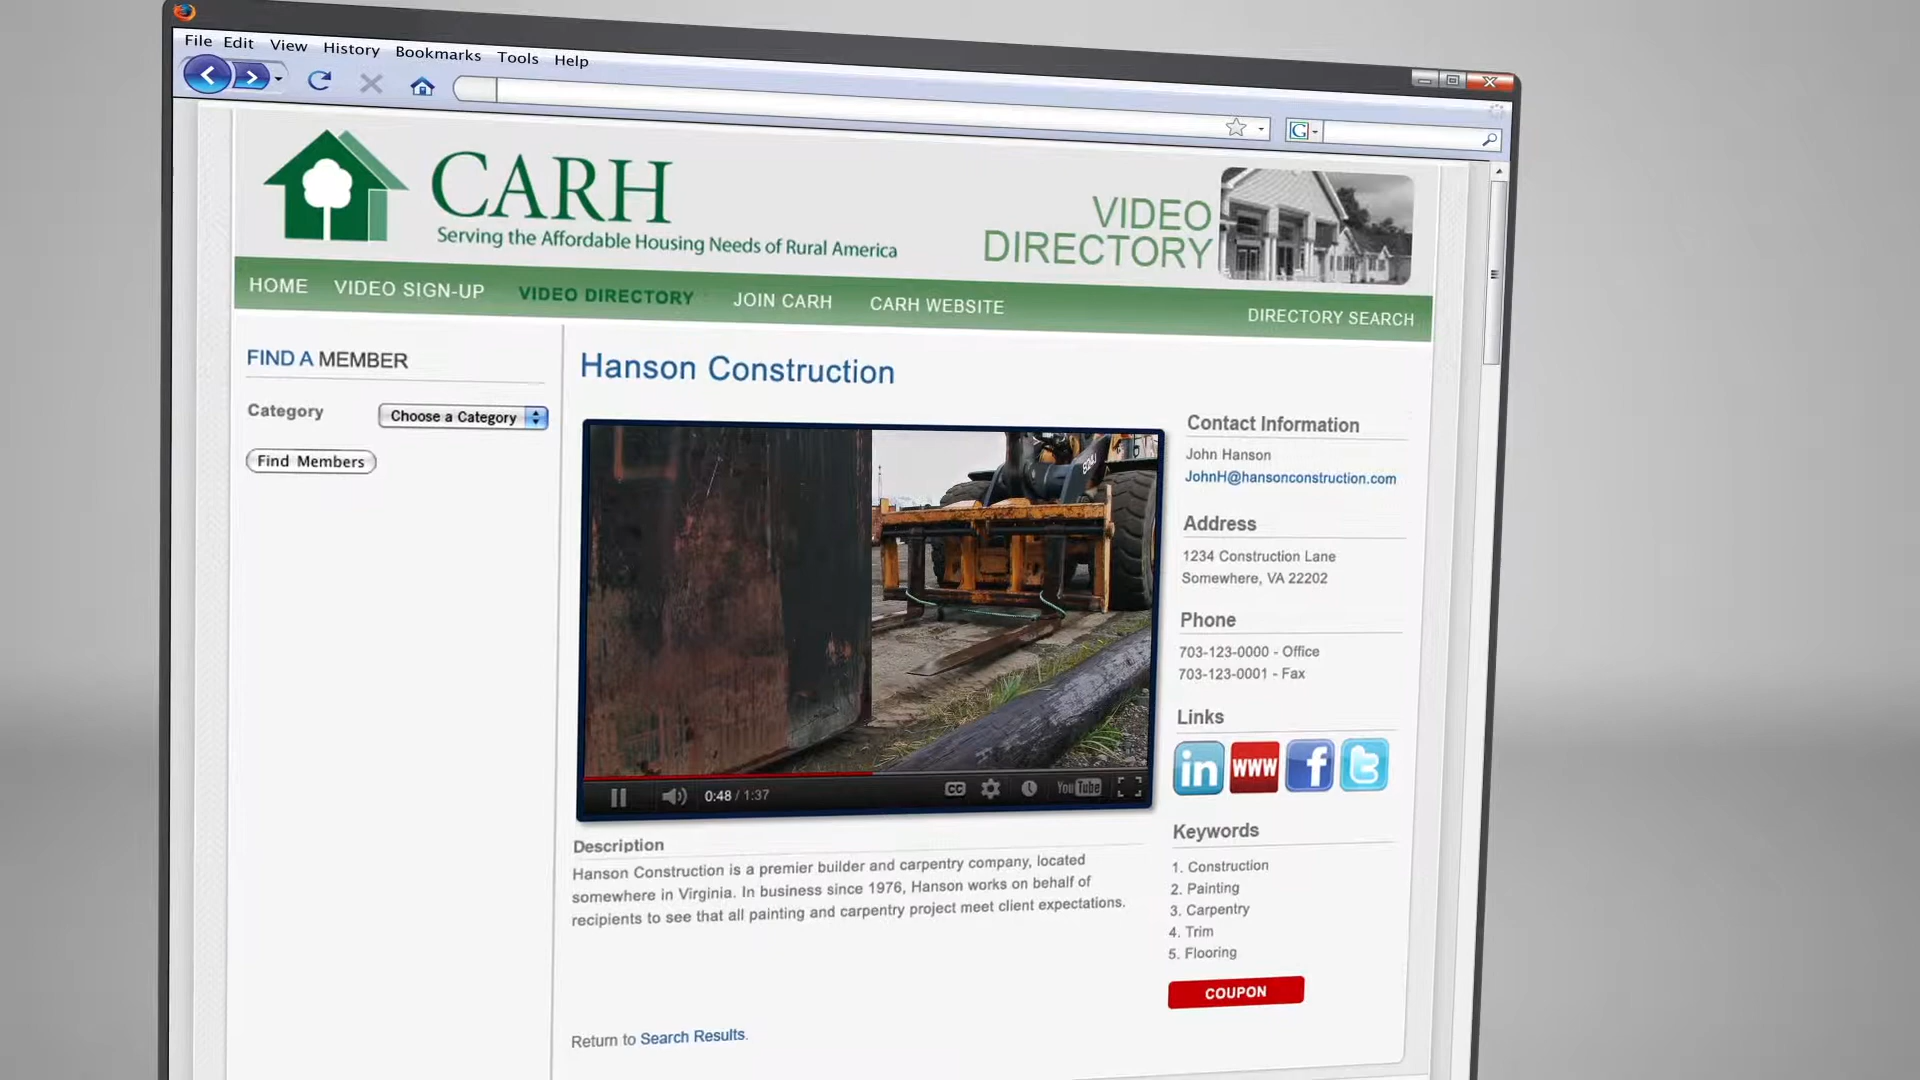 File Edit View History Bookmarks Tools Help
CARH
Serving the Affordable Housing Needs of Rural America
VIDEO
DIRECTORY
HOME VIDEO SIGN-UP VIDEO DIRECTORY JOIN CARH CARH WEBSITE DIRECTORY SEARCH
FIND A MEMBER
Category Choose a Category
Find Members
Hanson Construction
824J
0:48 / 1:37 CC YouTube
Description
Hanson Construction is a premier builder and carpentry company, located
somewhere in Virginia. In business since 1976, Hanson works on behalf of
recipients to see that all painting and carpentry project meet client expectations.
Return to Search Results.
Contact Information
John Hanson
JohnH@hansonconstruction.com
Address
1234 Construction Lane
Somewhere, VA 22202
Phone
703-123-0000 - Office
703-123-0001 - Fax
Links
in www f t
Keywords
1. Construction
2. Painting
3. Carpentry
4. Trim
5. Flooring
COUPON